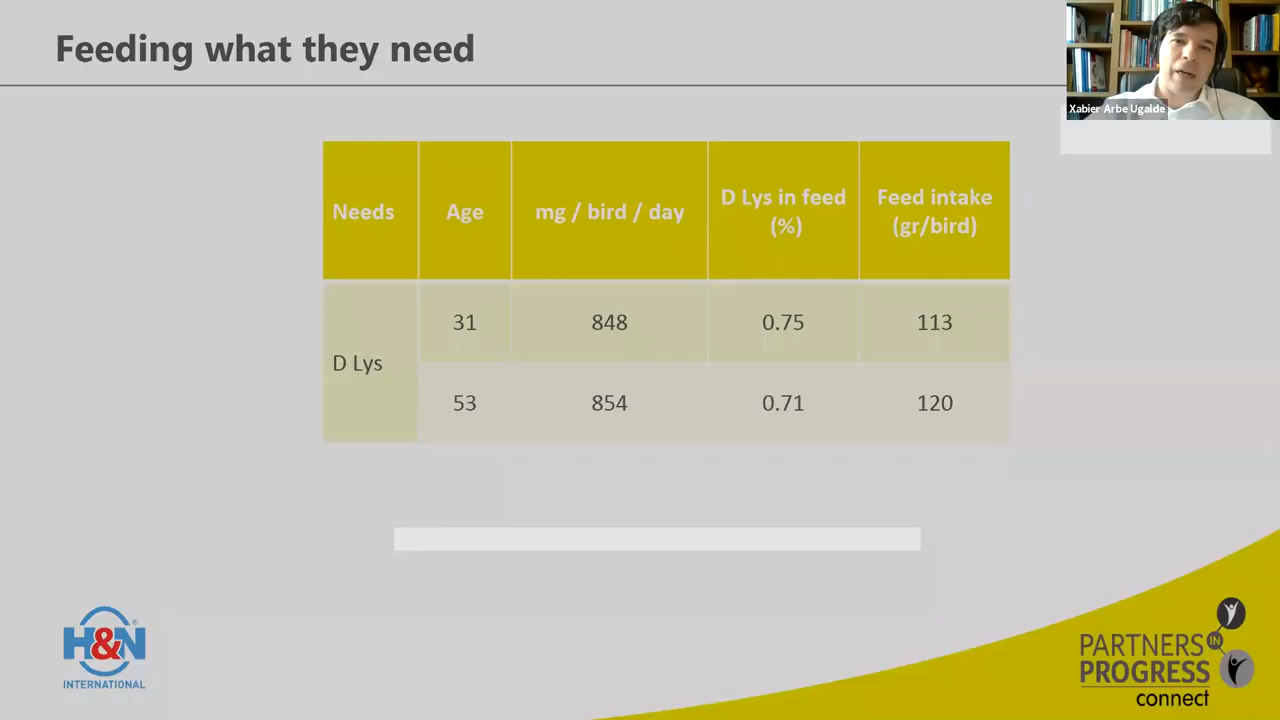 Feeding what they need
Xabier Arbe Ugalde
Needs
Age
mg / bird / day
D Lys in feed
(%)
Feed intake
(gr/bird)
D Lys
31
848
0.75
113
53
854
0.71
120
H&N®
INTERNATIONAL
PARTNERS IN
PROGRESS
connect